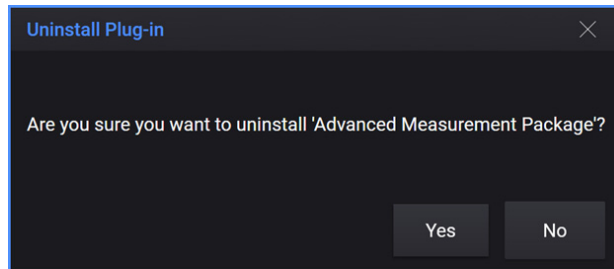 Uninstall Plug-in
Are you sure you want to uninstall 'Advanced Measurement Package'?
Yes No